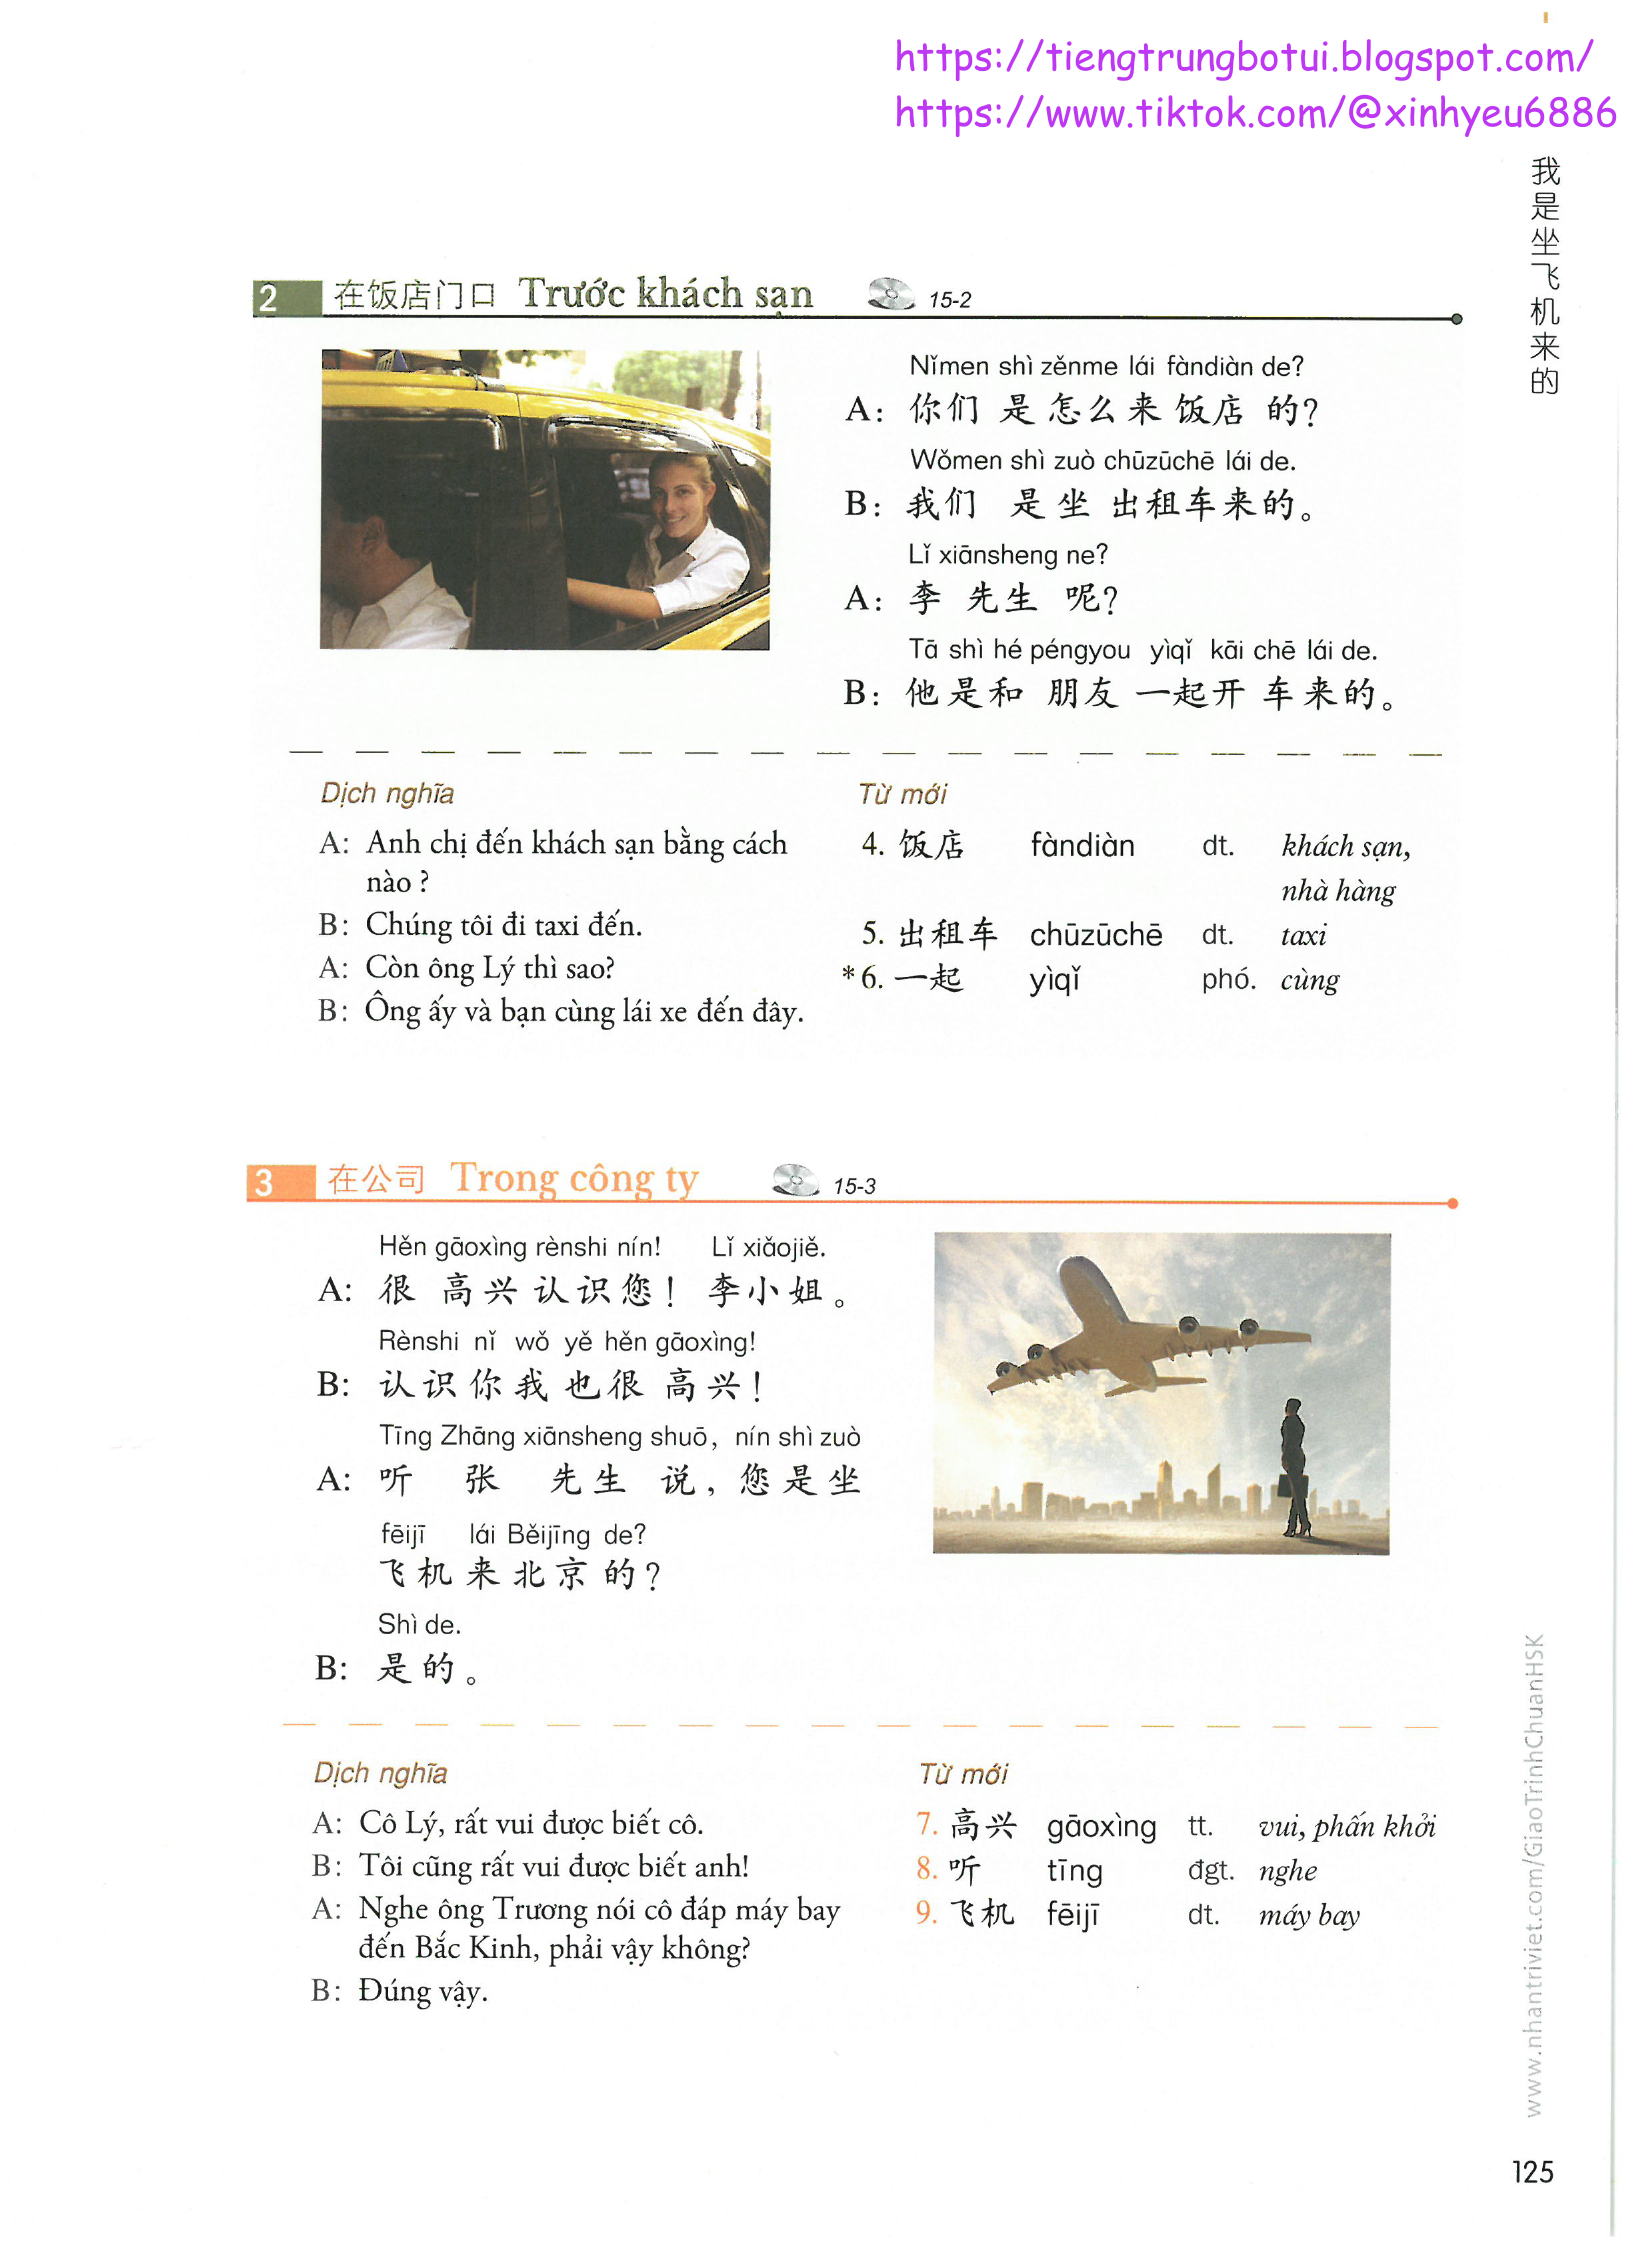 https://tiengtrungbotui.blogspot.com/
https://www.tiktok.com/@xinhyeu6886
我是坐飞机来的
2 在饭店门口 Trước khách sạn 15-2
Nǐmen shì zěnme lái fàndiàn de?
A: 你们 是 怎么 来 饭店 的?
Wǒmen shì zuò chūzūchē lái de.
B: 我们 是 坐 出租车来的。
Lǐ xiānsheng ne?
A: 李 先生 呢?
Tā shì hé péngyou yìqǐ kāi chē lái de.
B: 他是和 朋友 一起开 车来的。
Dịch nghĩa
A: Anh chị đến khách sạn bằng cách
nào ?
B: Chúng tôi đi taxi đến.
A: Còn ông Lý thì sao?
B: Ông ấy và bạn cùng lái xe đến đây.
Từ mới
4. 饭店 fàndiàn dt. khách sạn,
nhà hàng
5. 出租车 chūzūchē dt. taxi
*6. 一起 yìqǐ phó. cùng
3 在公司 Trong công ty 15-3
Hěn gāoxìng rènshi nín! Lǐ xiǎojiě.
A: 很 高兴认识您! 李小姐。
Rènshi nǐ wǒ yě hěn gāoxìng!
B: 认识你我也很 高兴!
Tīng Zhāng xiānsheng shuō, nín shì zuò
A: 听 张 先生 说, 您是坐
fēijī lái Běijīng de?
飞机来北京的?
Shì de.
B: 是的。
Dịch nghĩa
A: Cô Lý, rất vui được biết cô.
B: Tôi cũng rất vui được biết anh!
A: Nghe ông Trương nói cô đáp máy bay
đến Bắc Kinh, phải vậy không?
B: Đúng vậy.
Từ mới
7. 高兴 gāoxìng tt. vui, phấn khởi
8. 听 tīng đgt. nghe
9. 飞机 fēijī dt. máy bay
www.nhantriviet.com/GiaoTrinhChuanHSK
125